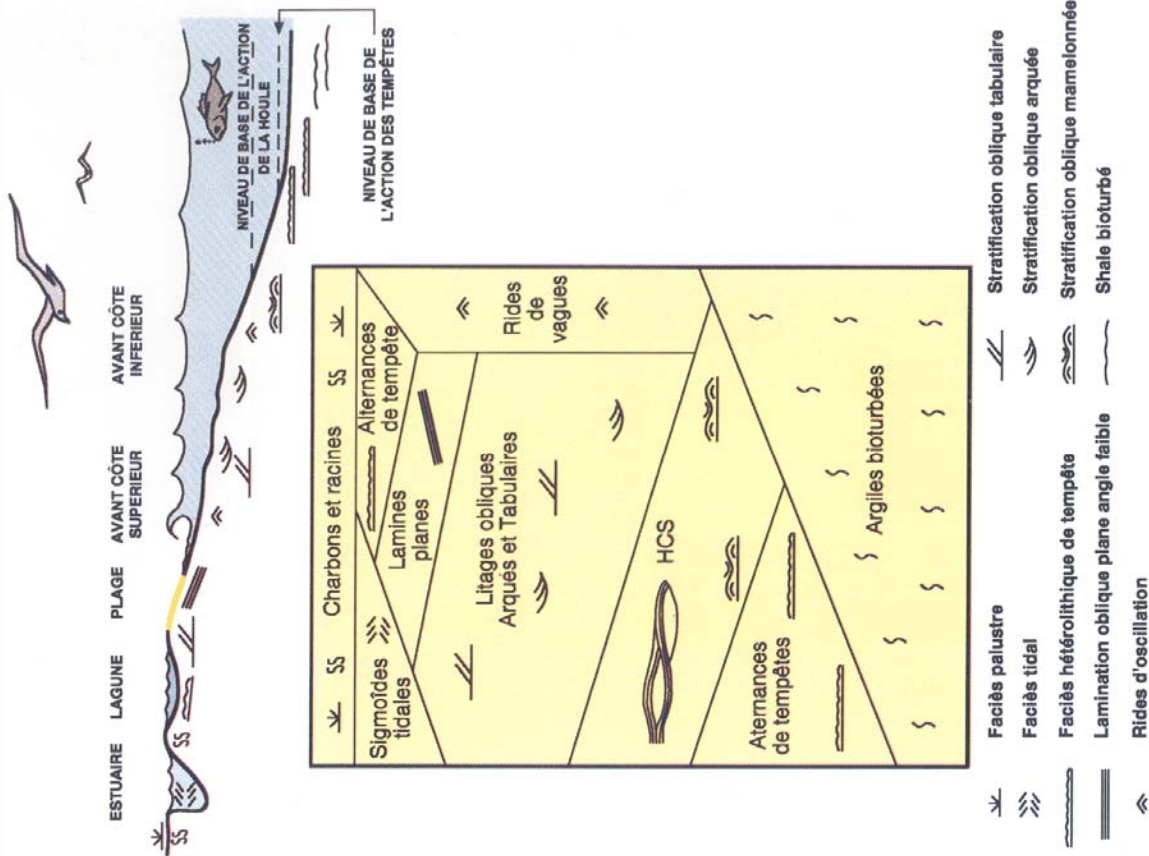 ESTUAIRE
LAGUNE
PLAGE
AVANT CÔTE
SUPERIEUR
AVANT CÔTE
INFERIEUR
NIVEAU DE BASE DE L'ACTION
DE LA HOULE
NIVEAU DE BASE DE
L'ACTION DES TEMPÊTES
SS
SS
SS
Charbons et racines
SS
Sigmoîdes
tidales
Alternances
de tempête
Lamines
planes
Litages obliques
Arqués et Tabulaires
Rides
de
vagues
HCS
Aternances
de tempêtes
Argiles bioturbées
Faciès palustre
Faciès tidal
Faciès hétérolithique de tempête
Lamination oblique plane angle faible
Rides d'oscillation
Stratification oblique tabulaire
Stratification oblique arquée
Stratification oblique mamelonnée
Shale bioturbé